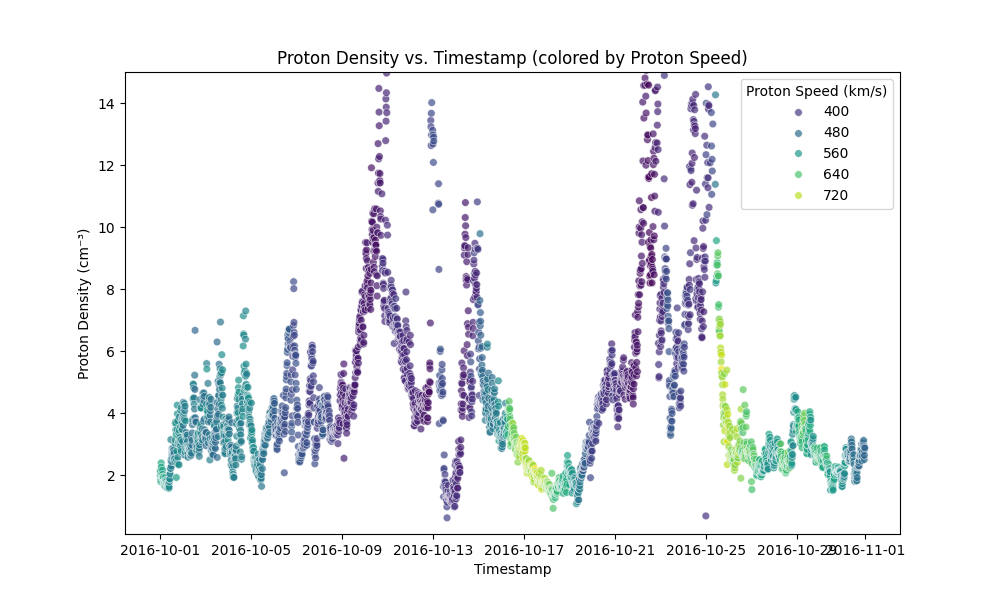 Proton Density vs. Timestamp (colored by Proton Speed)
Proton Density (cm⁻³)
14
12
10
8
6
4
2
Proton Speed (km/s)
400
480
560
640
720
2016-10-01 2016-10-05 2016-10-09 2016-10-13 2016-10-17 2016-10-21 2016-10-25 2016-10-29 2016-11-01
Timestamp